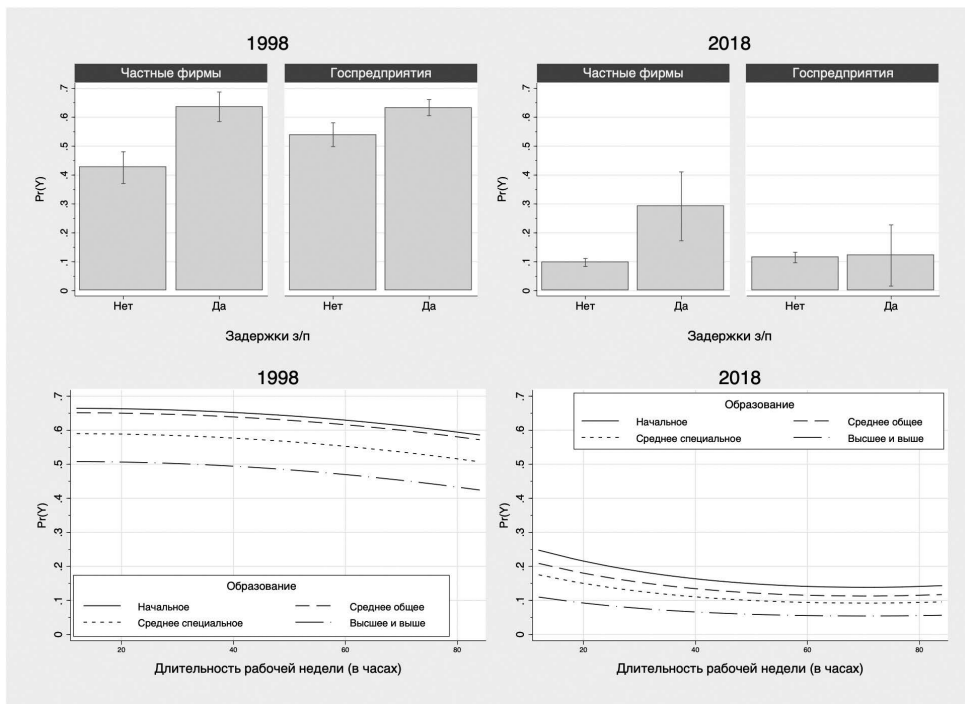 1998
Частные фирмы Госпредприятия
Pr(Y)
.7
.6
.5
.4
.3
.2
.1
0
Нет Да Нет Да
Задержки з/п
2018
Частные фирмы Госпредприятия
Pr(Y)
.7
.6
.5
.4
.3
.2
.1
0
Нет Да Нет Да
Задержки з/п
1998
Pr(Y)
.7
.6
.5
.4
.3
.2
.1
0
Образование
Начальное Среднее общее
Среднее специальное Высшее и выше
20 40 60 80
Длительность рабочей недели (в часах)
2018
Pr(Y)
.7
.6
.5
.4
.3
.2
.1
0
Образование
Начальное Среднее общее
Среднее специальное Высшее и выше
20 40 60 80
Длительность рабочей недели (в часах)